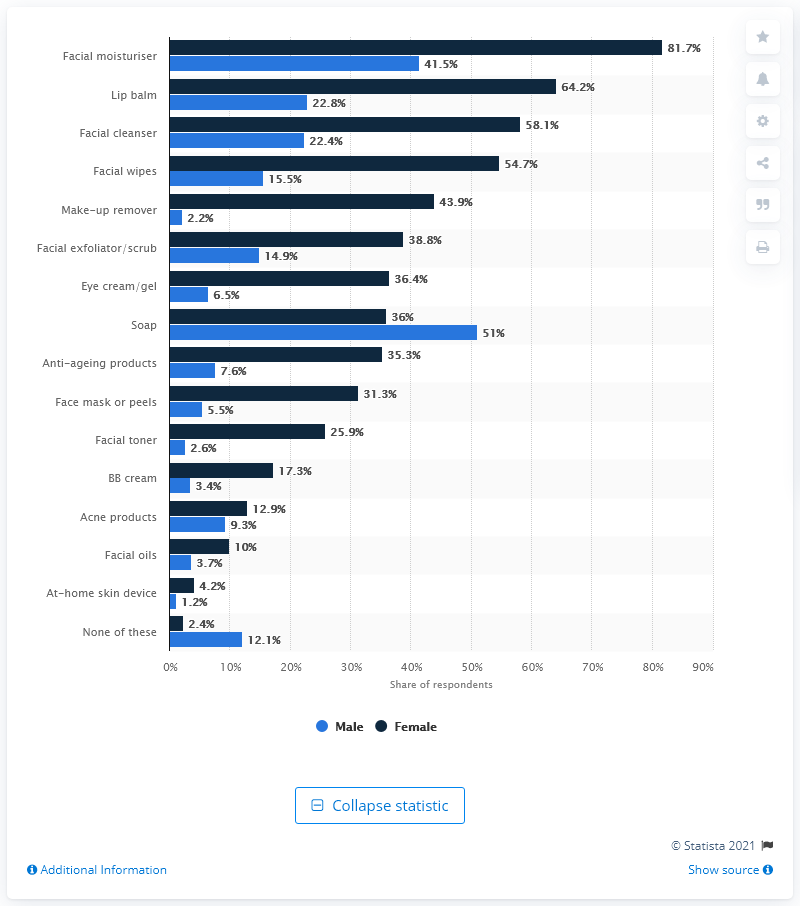 Facial moisturiser 81.7%
41.5%
Lip balm 64.2%
22.8%
Facial cleanser 58.1%
22.4%
Facial wipes 54.7%
15.5%
Make-up remover 43.9%
2.2%
Facial exfoliator/scrub 38.8%
14.9%
Eye cream/gel 36.4%
6.5%
Soap 36%
51%
Anti-ageing products 35.3%
7.6%
Face mask or peels 31.3%
5.5%
Facial toner 25.9%
2.6%
BB cream 17.3%
3.4%
Acne products 12.9%
9.3%
Facial oils 10%
3.7%
At-home skin device 4.2%
1.2%
None of these 2.4%
12.1%
0% 10% 20% 30% 40% 50% 60% 70% 80% 90%
Share of respondents
Male Female
Collapse statistic
© Statista 2021
Additional Information Show source